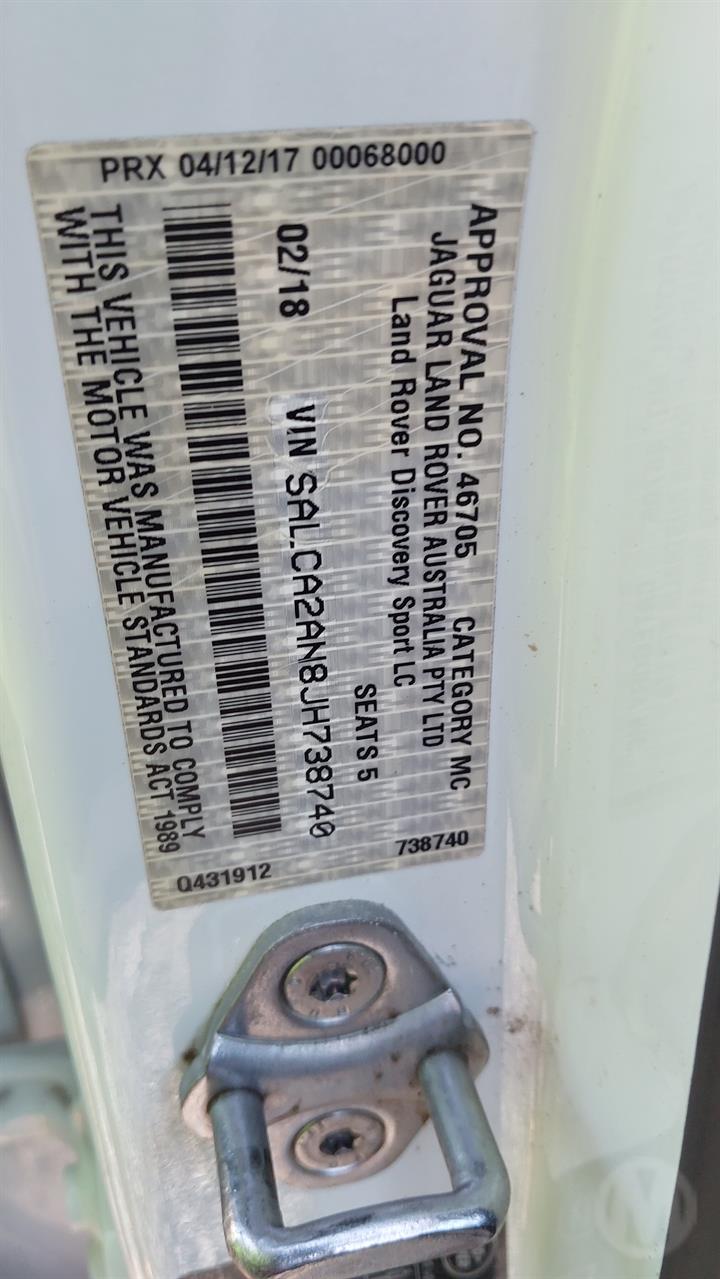 PRX 04/12/17 00068000
APPROVAL NO. 46705 CATEGORY MC
JAGUAR LAND ROVER AUSTRALIA PTY LTD
Land Rover Discovery Sport LC
SEATS 5
02/18 VIN SALCA2AN8JH738740
THIS VEHICLE WAS MANUFACTURED TO COMPLY
WITH THE MOTOR VEHICLE STANDARDS ACT 1989
Q431912
738740
M